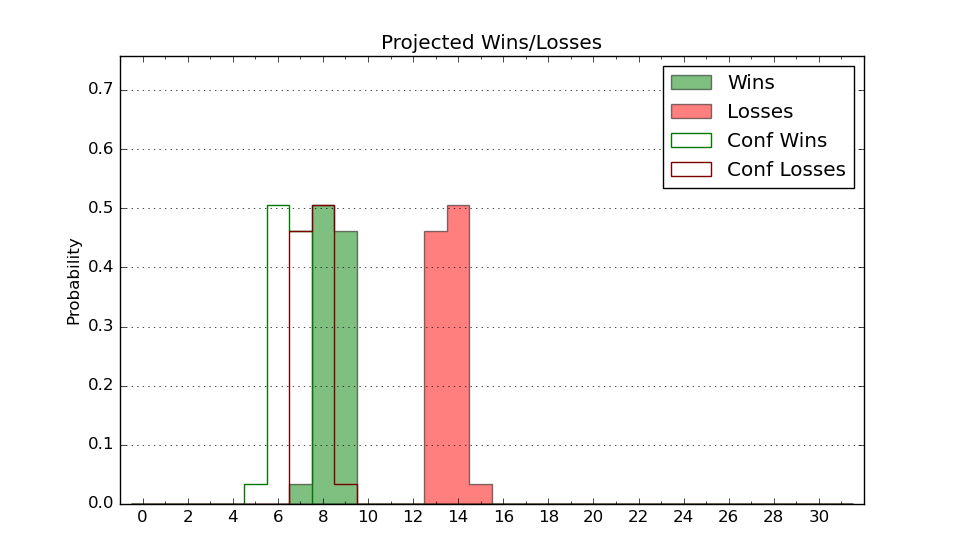 Projected Wins/Losses
Wins
Losses
Conf Wins
Conf Losses
Probability
0.7
0.6
0.5
0.4
0.3
0.2
0.1
0.0
0 2 4 6 8 10 12 14 16 18 20 22 24 26 28 30